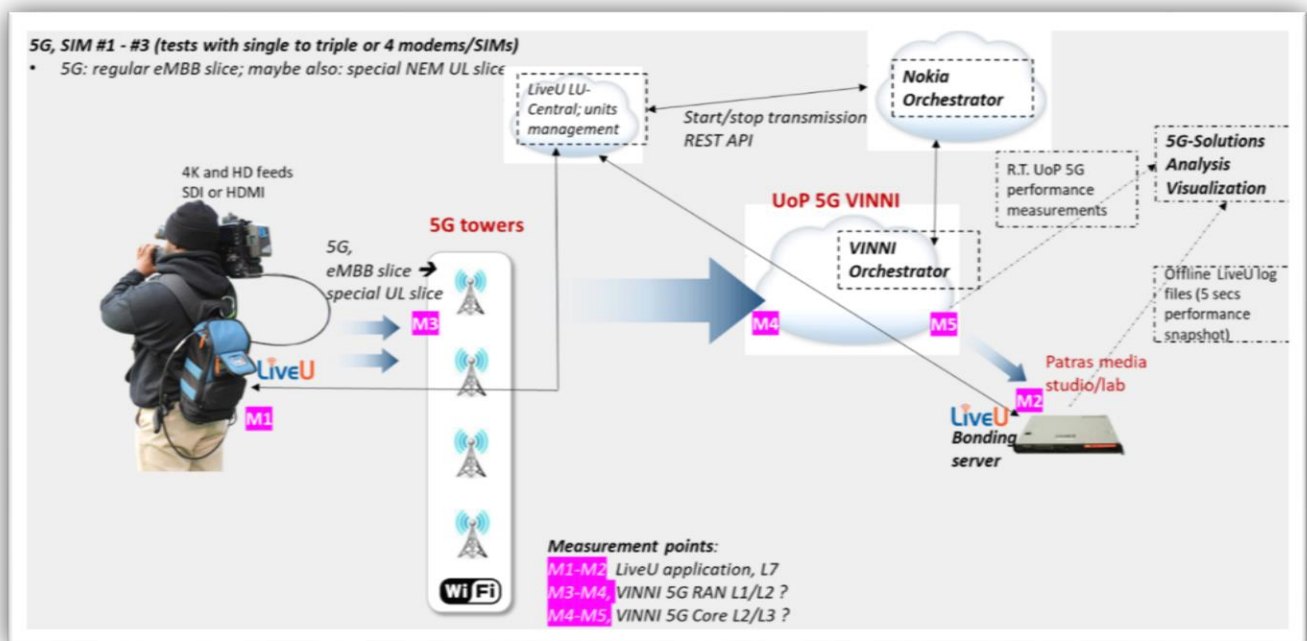 5G, SIM #1 - #3 (tests with single to triple or 4 modems/SIMs)
• 5G: regular eMBB slice; maybe also: special NEM UL slice
LiveU LU-
Central; units
management
Nokia
Orchestrator
Start/stop transmission
REST API
5G-Solutions
Analysis
Visualization
R.T. UoP 5G
performance
measurements
4K and HD feeds
SDI or HDMI
5G towers
UoP 5G VINNI
VINNI
Orchestrator
5G,
eMBB slice ➔
special UL slice
M3
M4
M5
Offline LiveU log
files (5 secs
performance
snapshot)
LiveU
M1
Patras media
studio/lab
M2
LiveU
Bonding
server
WiFi
Measurement points:
M1-M2, LiveU application, L7
M3-M4, VINNI 5G RAN L1/L2 ?
M4-M5, VINNI 5G Core L2/L3 ?